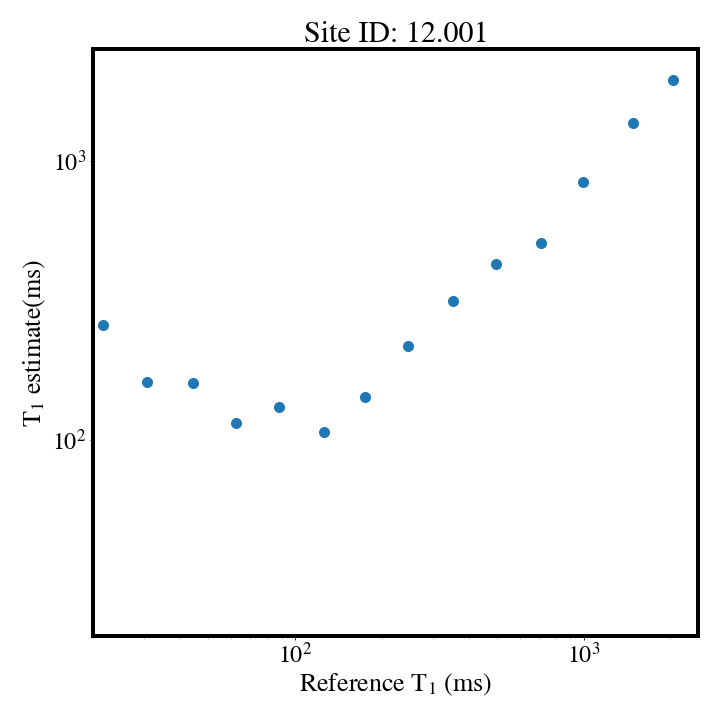 Site ID: 12.001
10³
10²
T₁ estimate(ms)
10²
10³
Reference T₁ (ms)